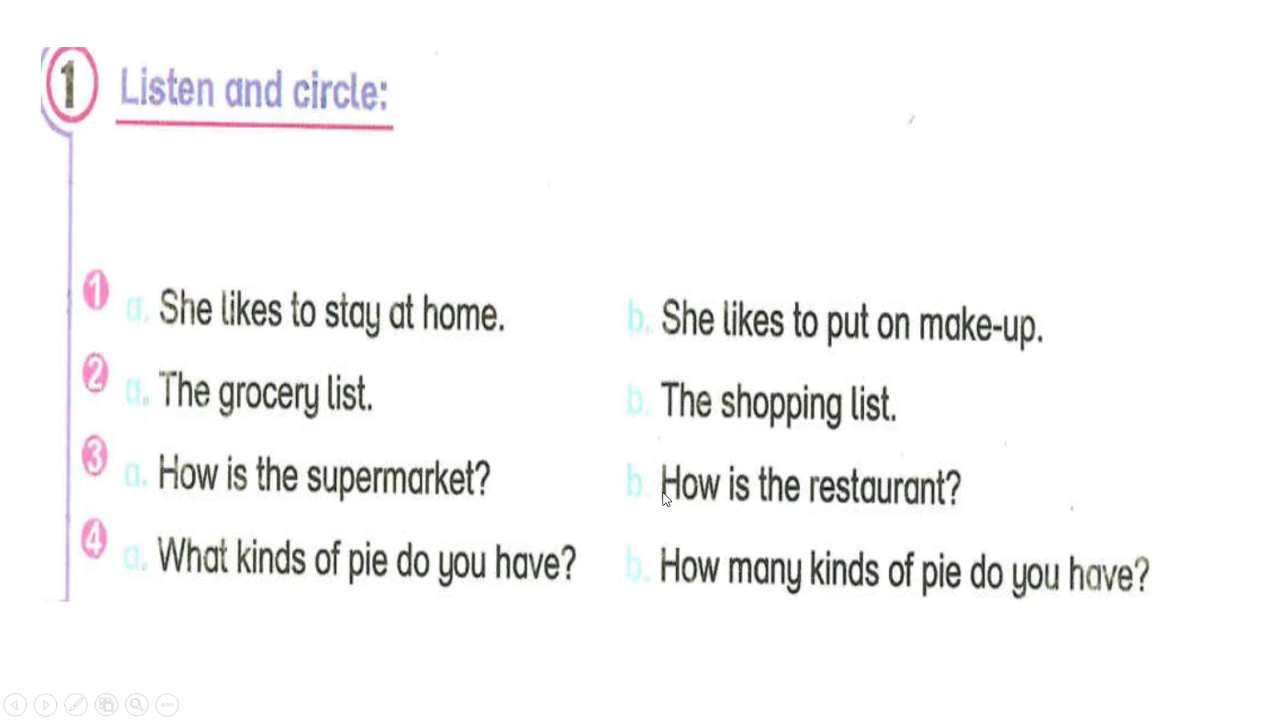 1 Listen and circle:
1 a. She likes to stay at home. b. She likes to put on make-up.
2 a. The grocery list. b. The shopping list.
3 a. How is the supermarket? b. How is the restaurant?
4 a. What kinds of pie do you have? b. How many kinds of pie do you have?